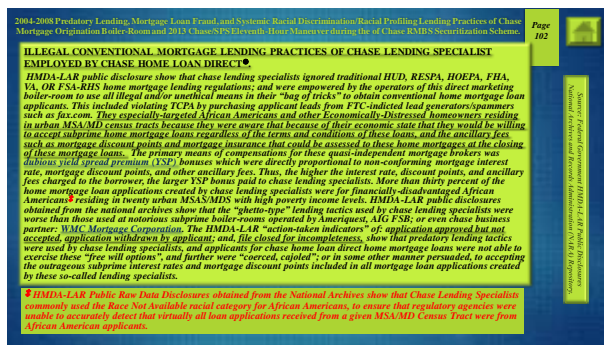 2004-2008 Predatory Lending, Mortgage Loan Fraud, and Systemic Racial Discrimination/Racial Profiling Lending Practices of Chase
Mortgage Origination Boiler-Room and 2013 Chase/SPS Eleventh-Hour Maneuver during the of Chase RMBS Securitization Scheme.
Page
102
ILLEGAL CONVENTIONAL MORTGAGE LENDING PRACTICES OF CHASE LENDING SPECIALIST
EMPLOYED BY CHASE HOME LOAN DIRECT●.
HMDA-LAR public disclosure show that chase lending specialists ignored traditional HUD, RESPA, HOEPA, FHA,
VA, OR FSA-RHS home mortgage lending regulations; and were empowered by the operators of this direct marketing
boiler-room to use all illegal and/or unethical means in their “bag of tricks” to obtain conventional home mortgage loan
applicants. This included violating TCPA by purchasing applicant leads from FTC-indicted lead generators/spammers
such as fax.com. They especially-targeted African Americans and other Economically-Distressed homeowners residing
in urban MSA/MD census tracts because they were aware that because of their economic state that they would be willing
to accept subprime home mortgage loans regardless of the terms and conditions of these loans, and the ancillary fees
such as mortgage discount points and mortgage insurance that could be assessed to these home mortgages at the closing
of these mortgage loans. The primary means of compensations for these quasi-independent mortgage brokers was
dubious yield spread premium (YSP) bonuses which were directly proportional to non-conforming mortgage interest
rate, mortgage discount points, and other ancillary fees. Thus, the higher the interest rate, discount points, and ancillary
fees charged to the borrower, the larger YSP bonus paid to chase lending specialists. More than thirty percent of the
home mortgage loan applications created by chase lending specialists were for financially-disadvantaged African
Americans residing in twenty urban MSAS/MDS with high poverty income levels. HMDA-LAR public disclosures
obtained from the national archives show that the “ghetto-type” lending tactics used by chase lending specialists were
worse than those used at notorious subprime boiler-rooms operated by Ameriquest, AIG FSB; or even chase business
partner: WMC Mortgage Corporation. The HMDA-LAR “action-taken indicators” of: application approved but not
accepted, application withdrawn by applicant; and, file closed for incompleteness, show that predatory lending tactics
were used by chase lending specialists, and applicants for chase home loan direct home mortgage loans were not able to
exercise these “free will options”, and further were “coerced, cajoled”; or in some other manner persuaded, to accepting
the outrageous subprime interest rates and mortgage discount points included in all mortgage loan applications created
by these so-called lending specialists.
HMDA-LAR Public Raw Data Disclosures obtained from the National Archives show that Chase Lending Specialists
commonly used the Race Not Available racial category for African Americans, to ensure that regulatory agencies were
unable to accurately detect that virtually all loan applications received from a given MSA/MD Census Tract were from
African American applicants.
Source: Federal Government HMDA-LAR Public Disclosures
National Archives and Records Administration (NARA) Repository.